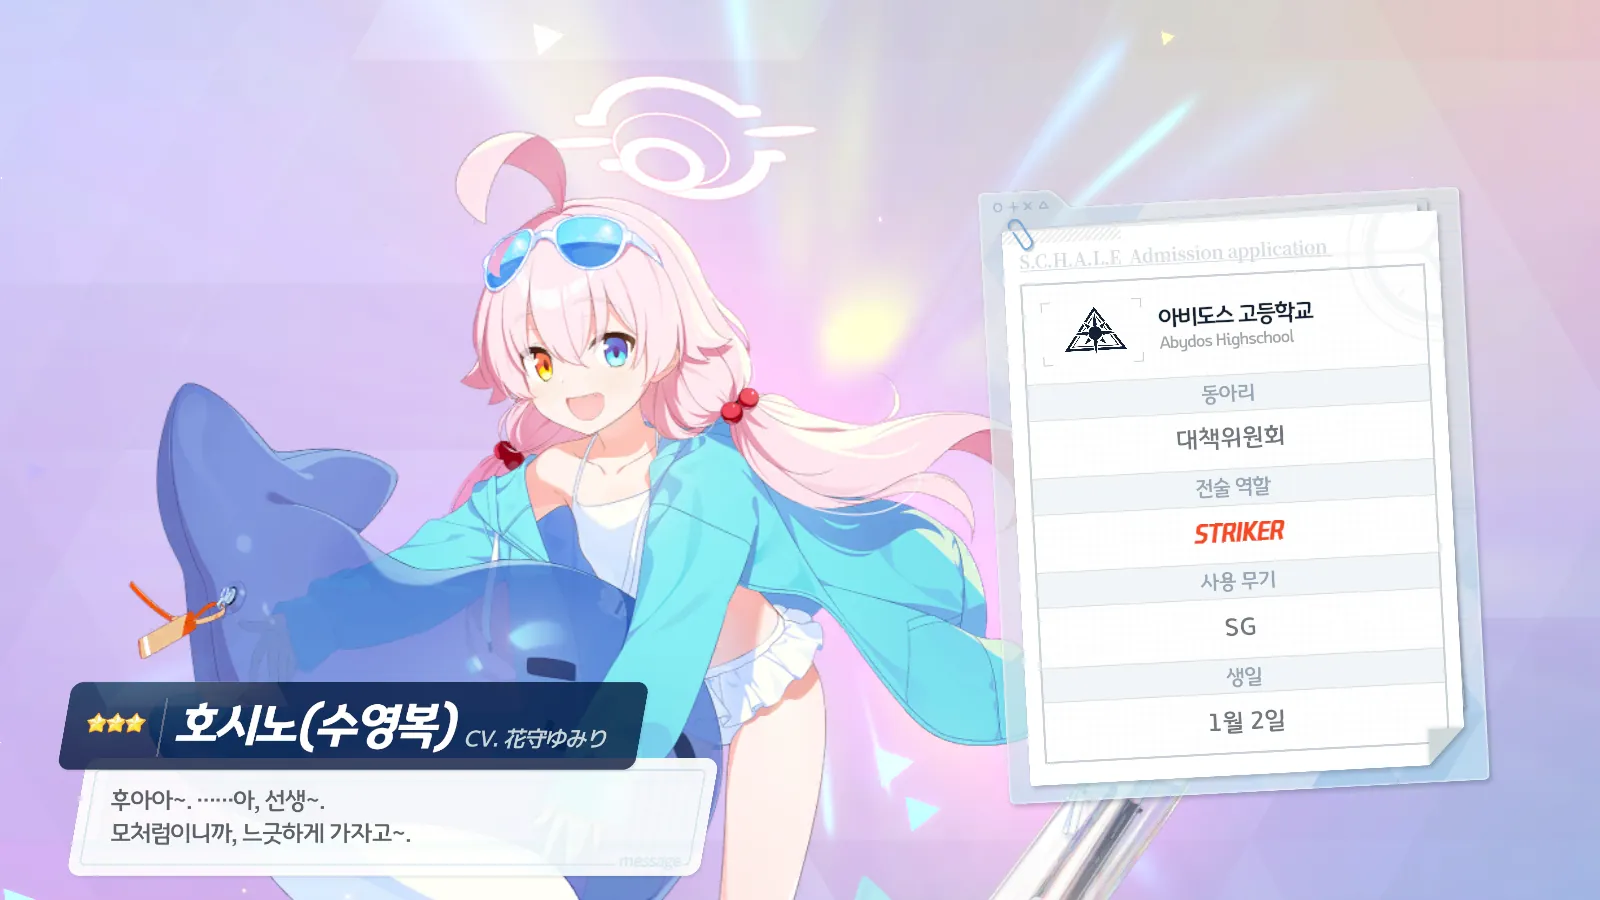 S.C.H.A.L.E Admission application
아비도스 고등학교
Abydos Highschool
동아리
대책위원회
전술 역할
STRIKER
사용 무기
SG
생일
1월 2일
호시노(수영복) CV. 花守ゆみり
후아아~. ……아, 선생~.
모처럼이니까, 느긋하게 가자고~.
message